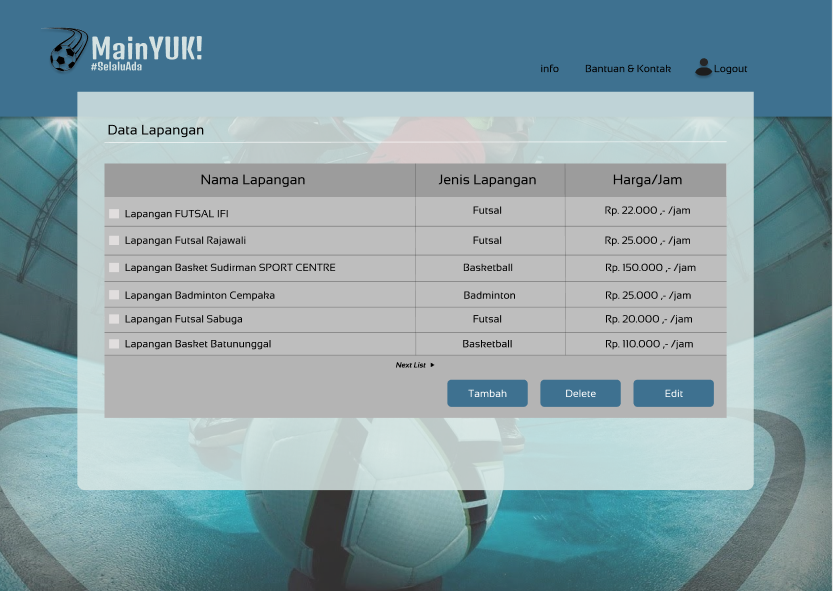 MainYUK!
#SelaluAda
info
Bantuan & Kontak
Logout
Data Lapangan
Nama Lapangan Jenis Lapangan Harga/Jam
Lapangan FUTSAL IFI Futsal Rp. 22.000 ,- /jam
Lapangan Futsal Rajawali Futsal Rp. 25.000 ,- /jam
Lapangan Basket Sudirman SPORT CENTRE Basketball Rp. 150.000 ,- /jam
Lapangan Badminton Cempaka Badminton Rp. 25.000 ,- /jam
Lapangan Futsal Sabuga Futsal Rp. 20.000 ,- /jam
Lapangan Basket Batununggal Basketball Rp. 110.000 ,- /jam
Next List
Tambah Delete Edit